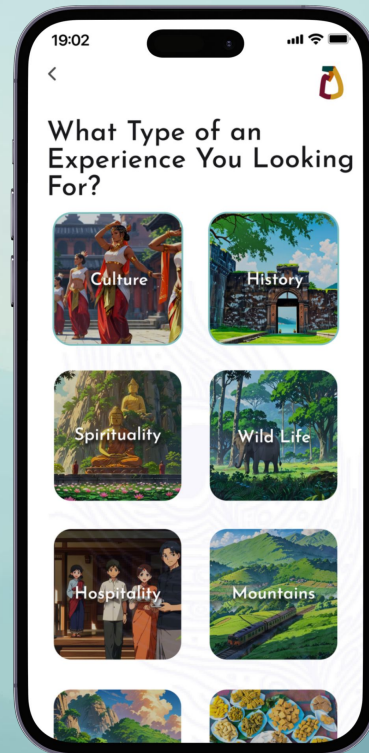 19:02
What Type of an
Experience You Looking
For?
Culture
History
Spirituality
Wild Life
Hospitality
Mountains